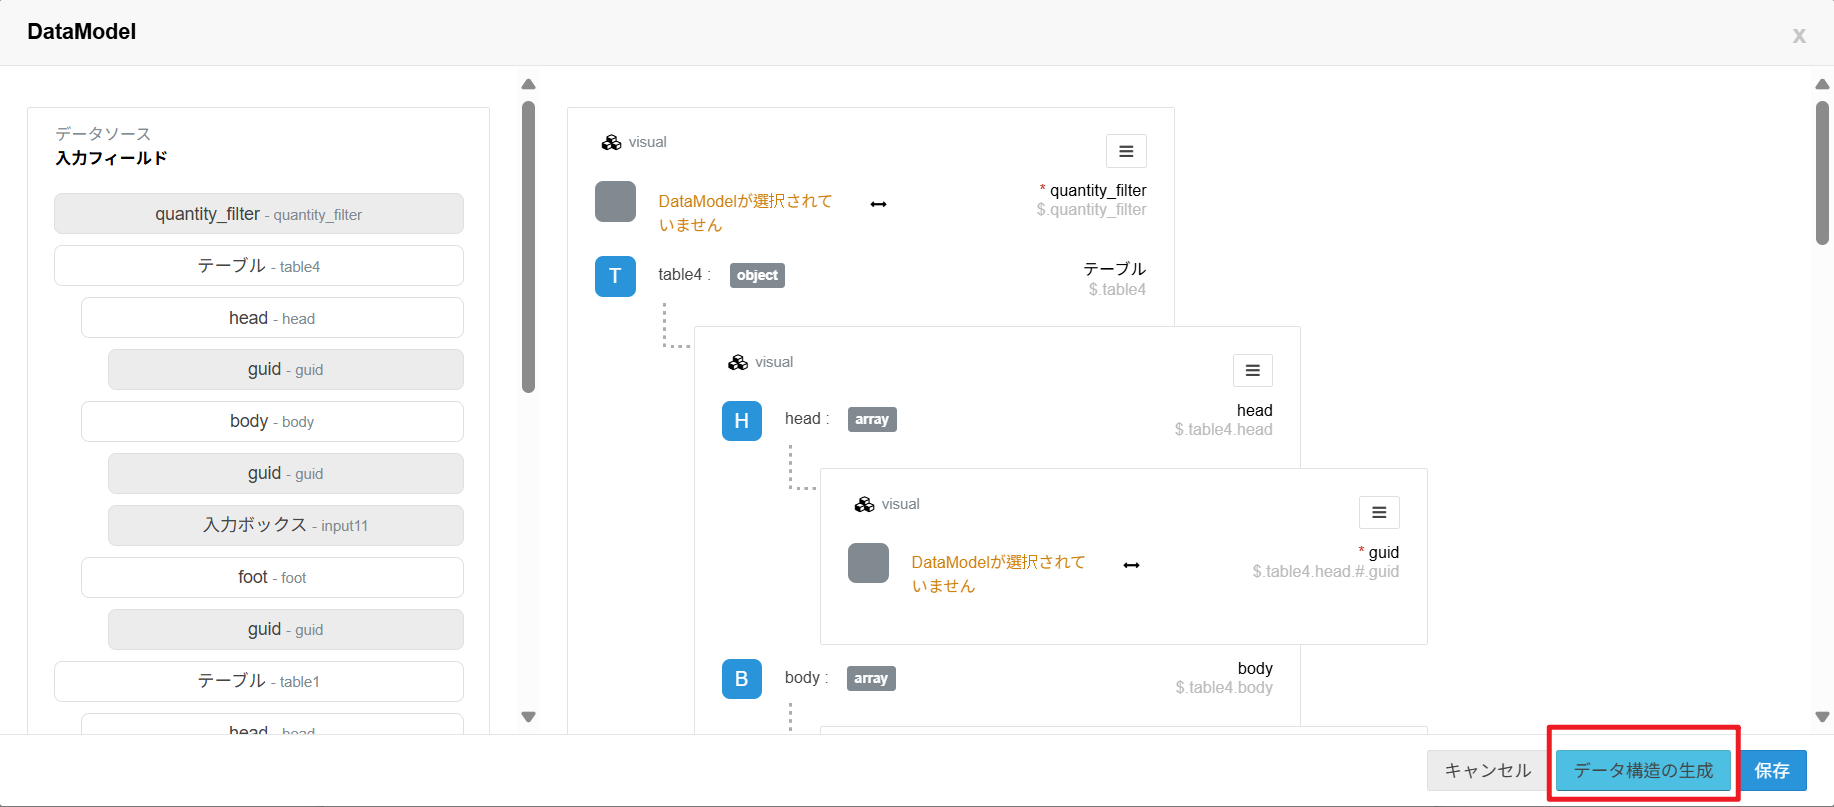 DataModel
x
データソース
入力フィールド
quantity_filter - quantity_filter
テーブル - table4
head - head
guid - guid
body - body
guid - guid
入力ボックス - input11
foot - foot
guid - guid
テーブル - table1
head - head
visual
DataModelが選択されて
いません
* quantity_filter
$.quantity_filter
T
table4 :
object
テーブル
$.table4
visual
H
head :
array
head
$.table4.head
visual
DataModelが選択されて
いません
* guid
$.table4.head.#.guid
B
body :
array
body
$.table4.body
キャンセル
データ構造の生成
保存